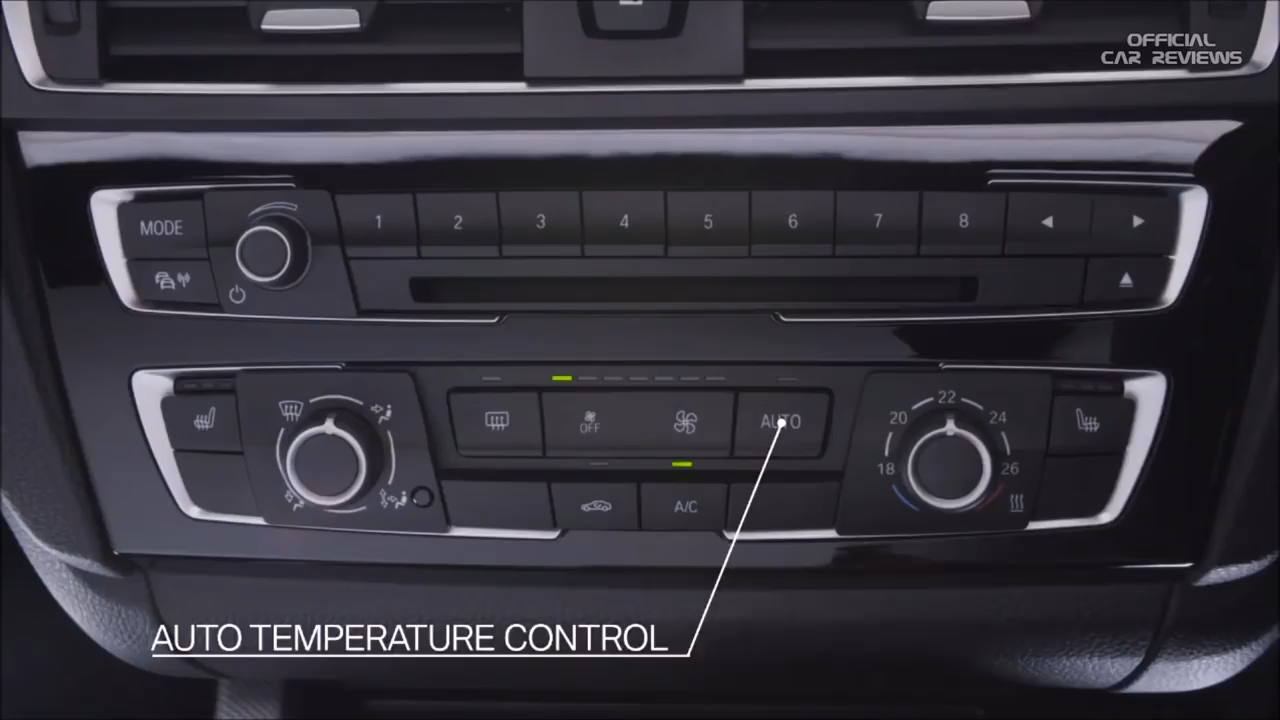 OFFICIAL
CAR REVIEWS
MODE
1 2 3 4 5 6 7 8
OFF
AUTO
A/C
18 20 22 24 26
AUTO TEMPERATURE CONTROL